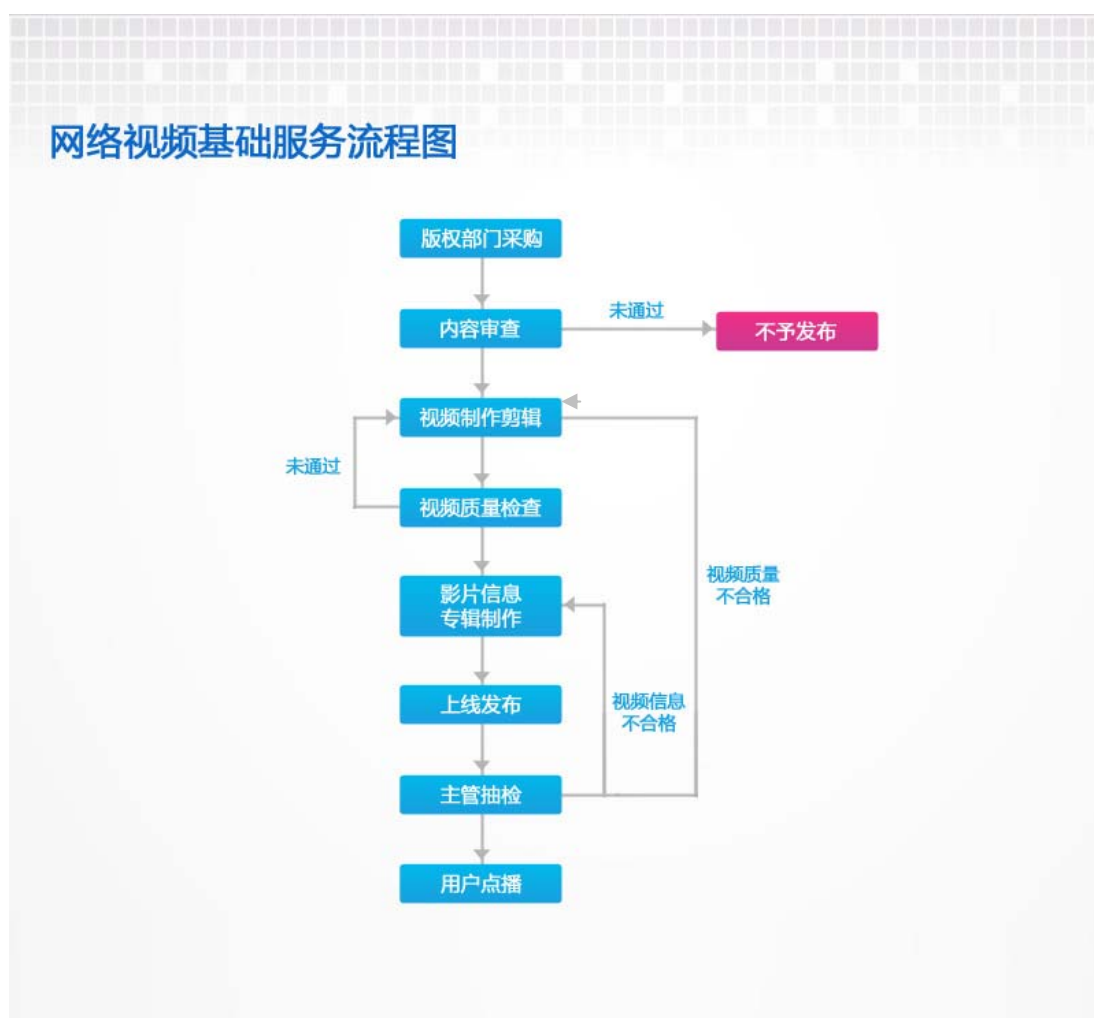 网络视频基础服务流程图
版权部门采购
内容审查
未通过
不予发布
视频制作剪辑
未通过
视频质量检查
视频质量
不合格
影片信息
专辑制作
上线发布
视频信息
不合格
主管抽检
用户点播